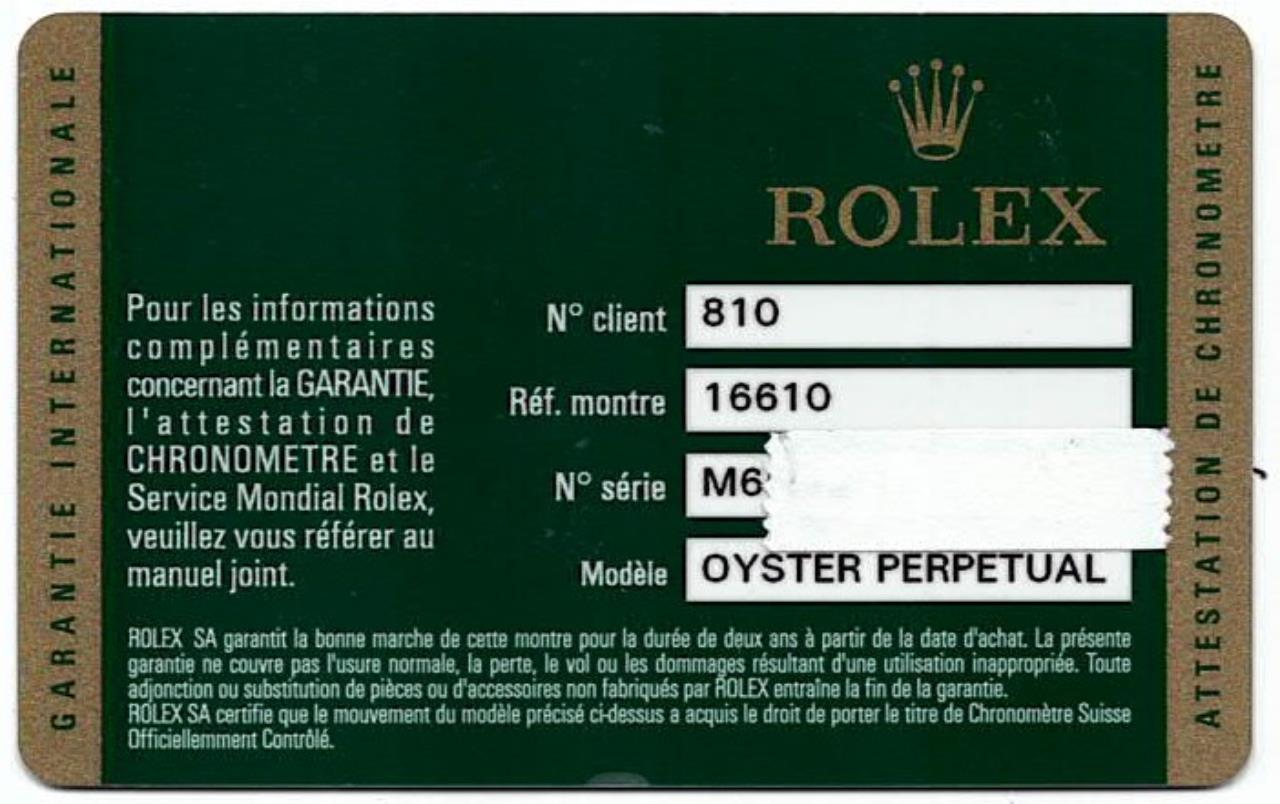 GARANTIE INTERNATIONALE
ROLEX
Pour les informations
complémentaires
concernant la GARANTIE,
l'attestation de
CHRONOMETRE et le
Service Mondial Rolex,
veuillez vous référer au
manuel joint.
N° client 810
Réf. montre 16610
N° série M6
Modèle OYSTER PERPETUAL
ROLEX SA garantit la bonne marche de cette montre pour la durée de deux ans à partir de la date d'achat. La présente
garantie ne couvre pas l'usure normale, la perte, le vol ou les dommages résultant d'une utilisation inappropriée. Toute
adjonction ou substitution de pièces ou d'accessoires non fabriqués par ROLEX entraîne la fin de la garantie.
ROLEX SA certifie que le mouvement du modèle précisé ci-dessus a acquis le droit de porter le titre de Chronomètre Suisse
Officiellemment Contrôlé.
ATTESTATION DE CHRONOMETRE